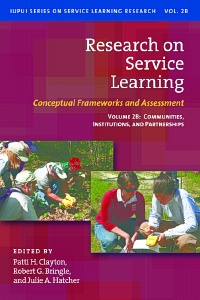 IUPUI SERIES ON SERVICE LEARNING RESEARCH VOL. 2B
Research on
Service
Learning
Conceptual Frameworks and Assessment
VOLUME 2B: COMMUNITIES,
INSTITUTIONS, AND PARTNERSHIPS
EDITED BY
Patti H. Clayton,
Robert G. Bringle,
and Julie A. Hatcher